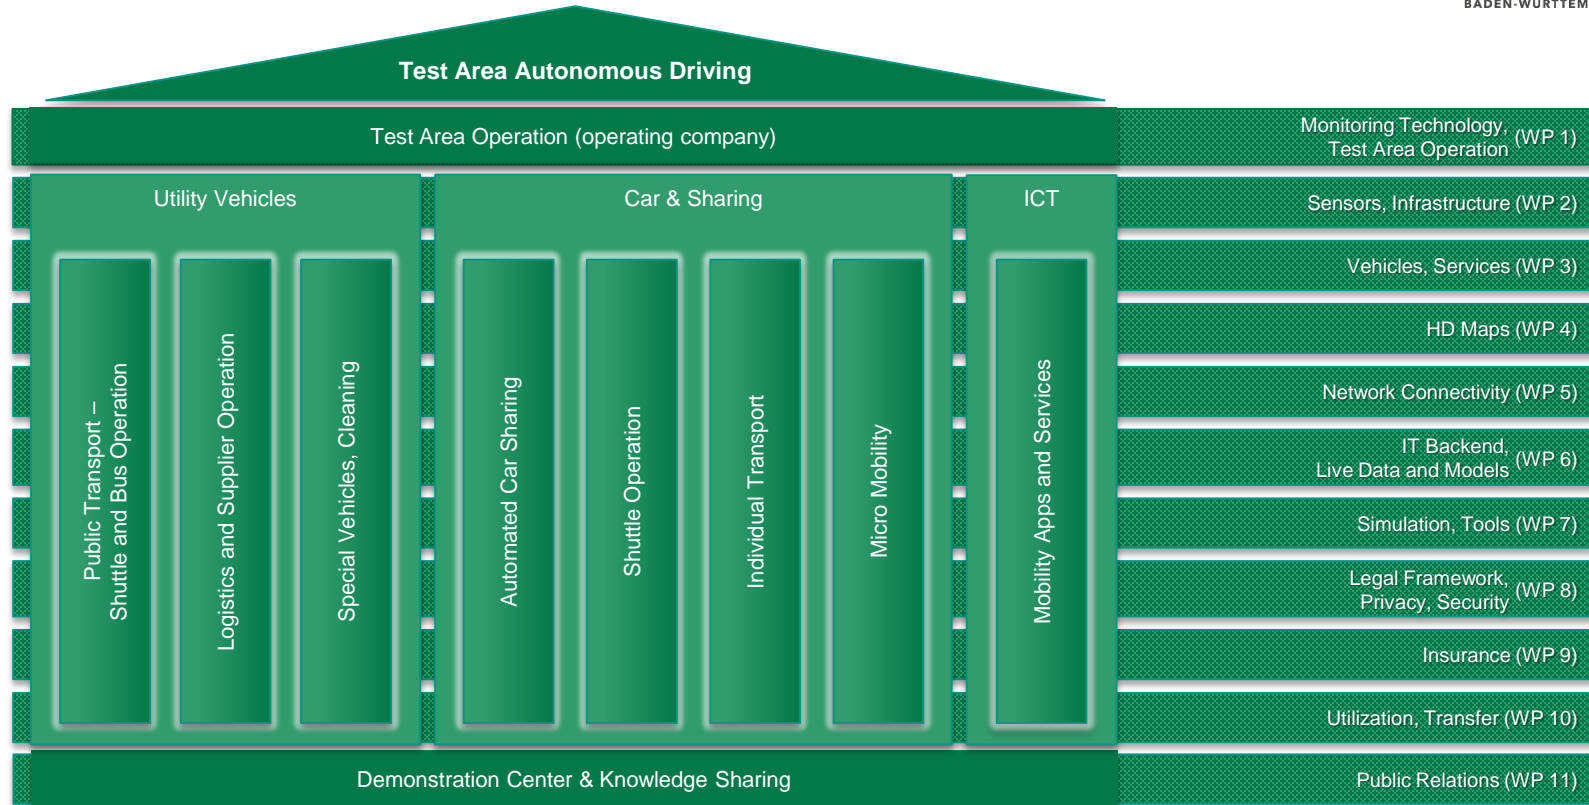 BADEN-WÜRTTEM
Test Area Autonomous Driving
Test Area Operation (operating company)
Monitoring Technology,
Test Area Operation (WP 1)
Utility Vehicles
Car & Sharing
ICT
Sensors, Infrastructure (WP 2)
Vehicles, Services (WP 3)
HD Maps (WP 4)
Network Connectivity (WP 5)
IT Backend,
Live Data and Models (WP 6)
Simulation, Tools (WP 7)
Legal Framework,
Privacy, Security (WP 8)
Insurance (WP 9)
Utilization, Transfer (WP 10)
Public Transport –
Shuttle and Bus Operation
Logistics and Supplier Operation
Special Vehicles, Cleaning
Automated Car Sharing
Shuttle Operation
Individual Transport
Micro Mobility
Mobility Apps and Services
Demonstration Center & Knowledge Sharing
Public Relations (WP 11)